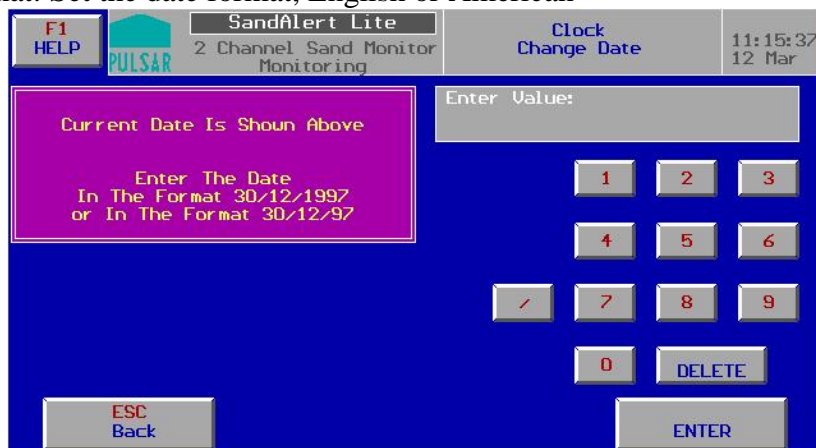 mat. Set the date format, English or American
F1
HELP
PULSAR
SandAlert Lite
2 Channel Sand Monitor
Monitoring
Clock
Change Date
11:15:37
12 Mar
Current Date Is Shown Above
Enter The Date
In The Format 30/12/1997
or In The Format 30/12/97
Enter Value:
1 2 3
4 5 6
/ 7 8 9
0 DELETE
ESC
Back
ENTER